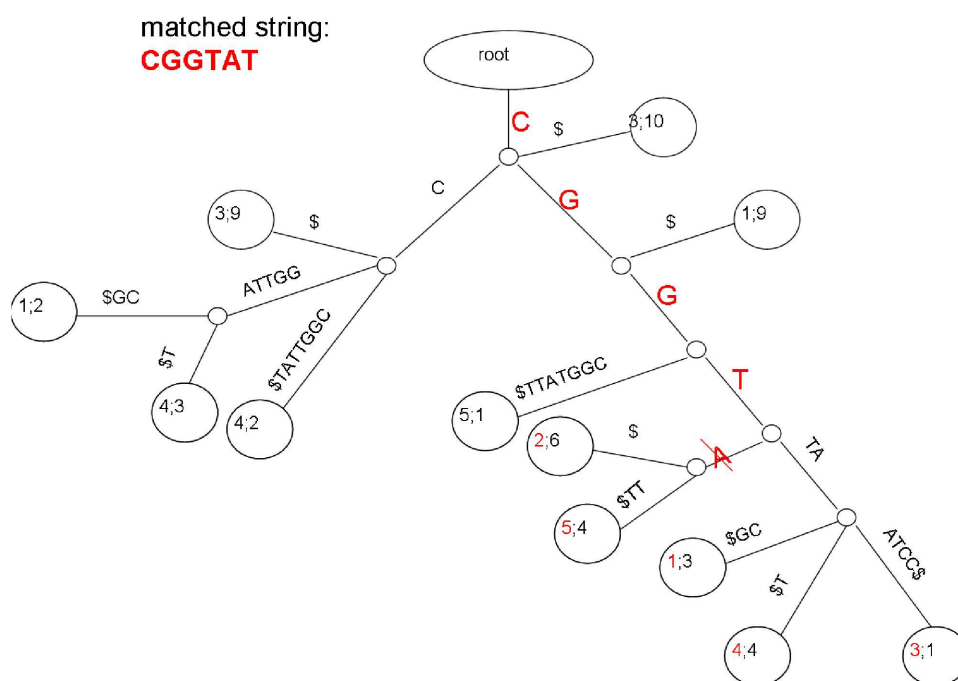 matched string:
CGGTAT
root
C
$
3;10
C
G
3;9
$
$
1;9
1;2
$GC
ATTGG
G
$T
$TATTGGC
4;3
4;2
$TTATGGC
T
5;1
2;6
$
A
TA
$TT
5;4
$GC
1;3
$T
ATCC$
4;4
3;1